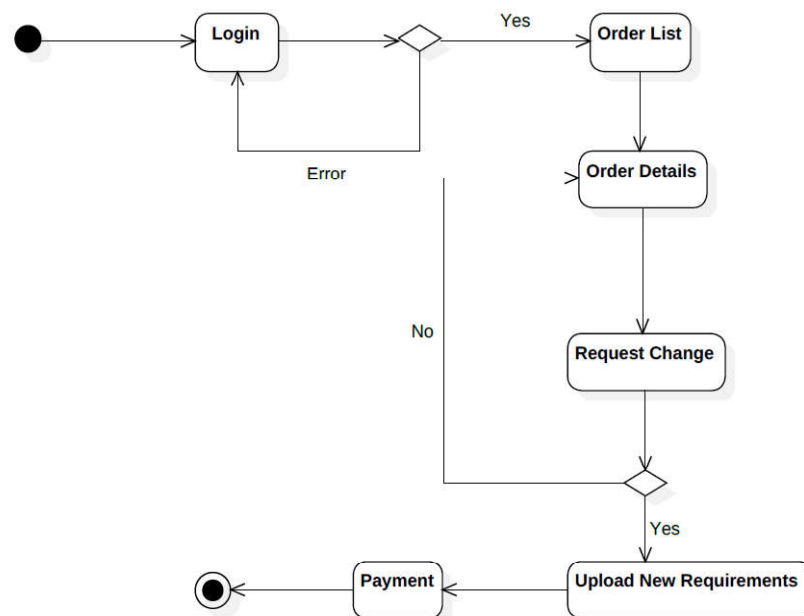 Yes
Login
Order List
Error
Order Details
No
Request Change
Yes
Payment
Upload New Requirements